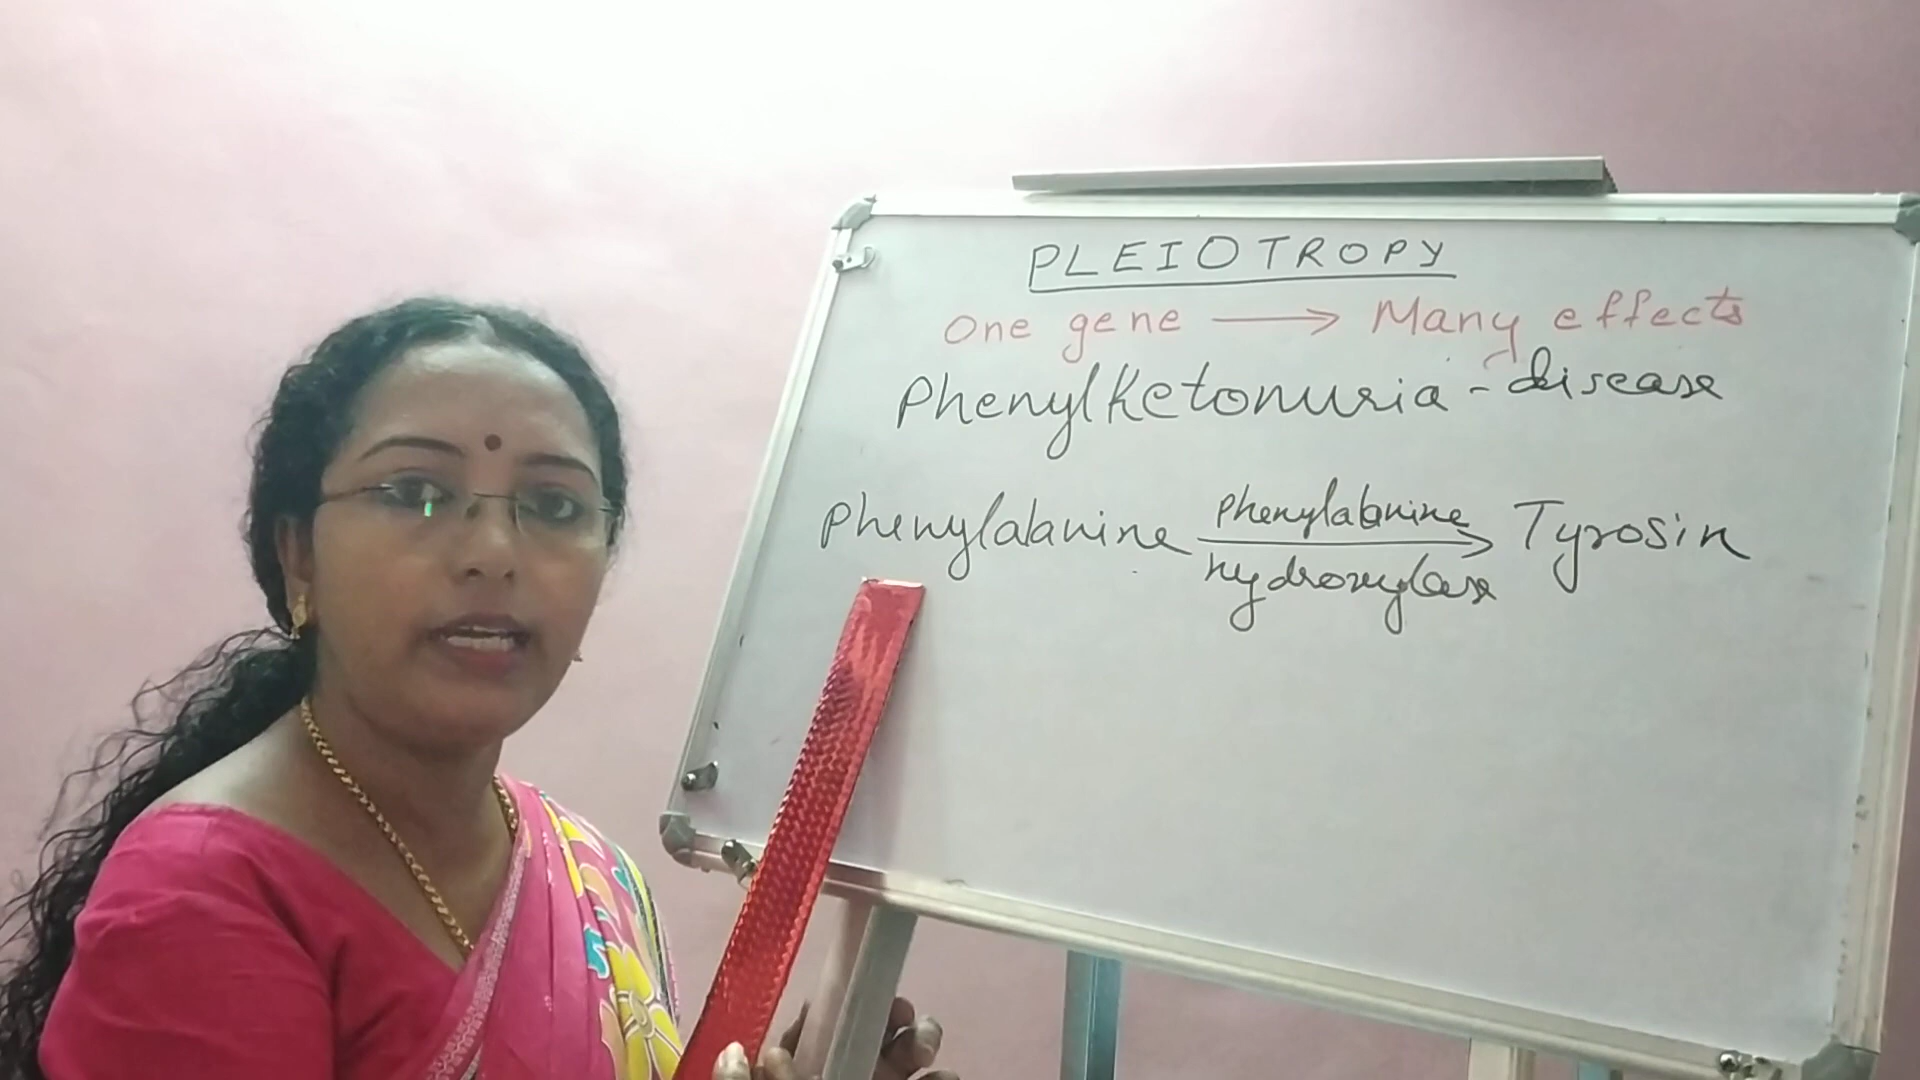 PLEIOTROPY
One gene → Many effects
Phenylketonuria - disease
Phenylalanine phenylalanine hydroxylase → Tyrosin